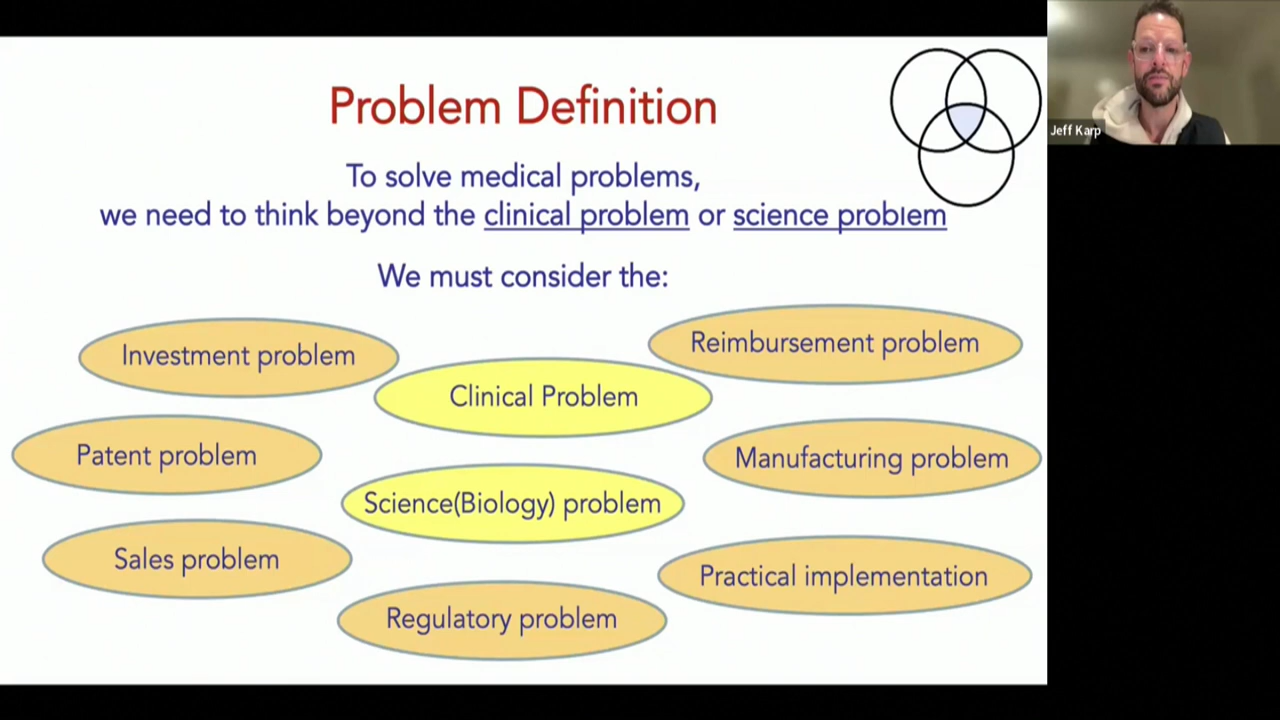 Problem Definition
To solve medical problems,
we need to think beyond the clinical problem or science problem
We must consider the:
Investment problem
Reimbursement problem
Clinical Problem
Patent problem
Manufacturing problem
Science(Biology) problem
Sales problem
Practical implementation
Regulatory problem
Jeff Karp